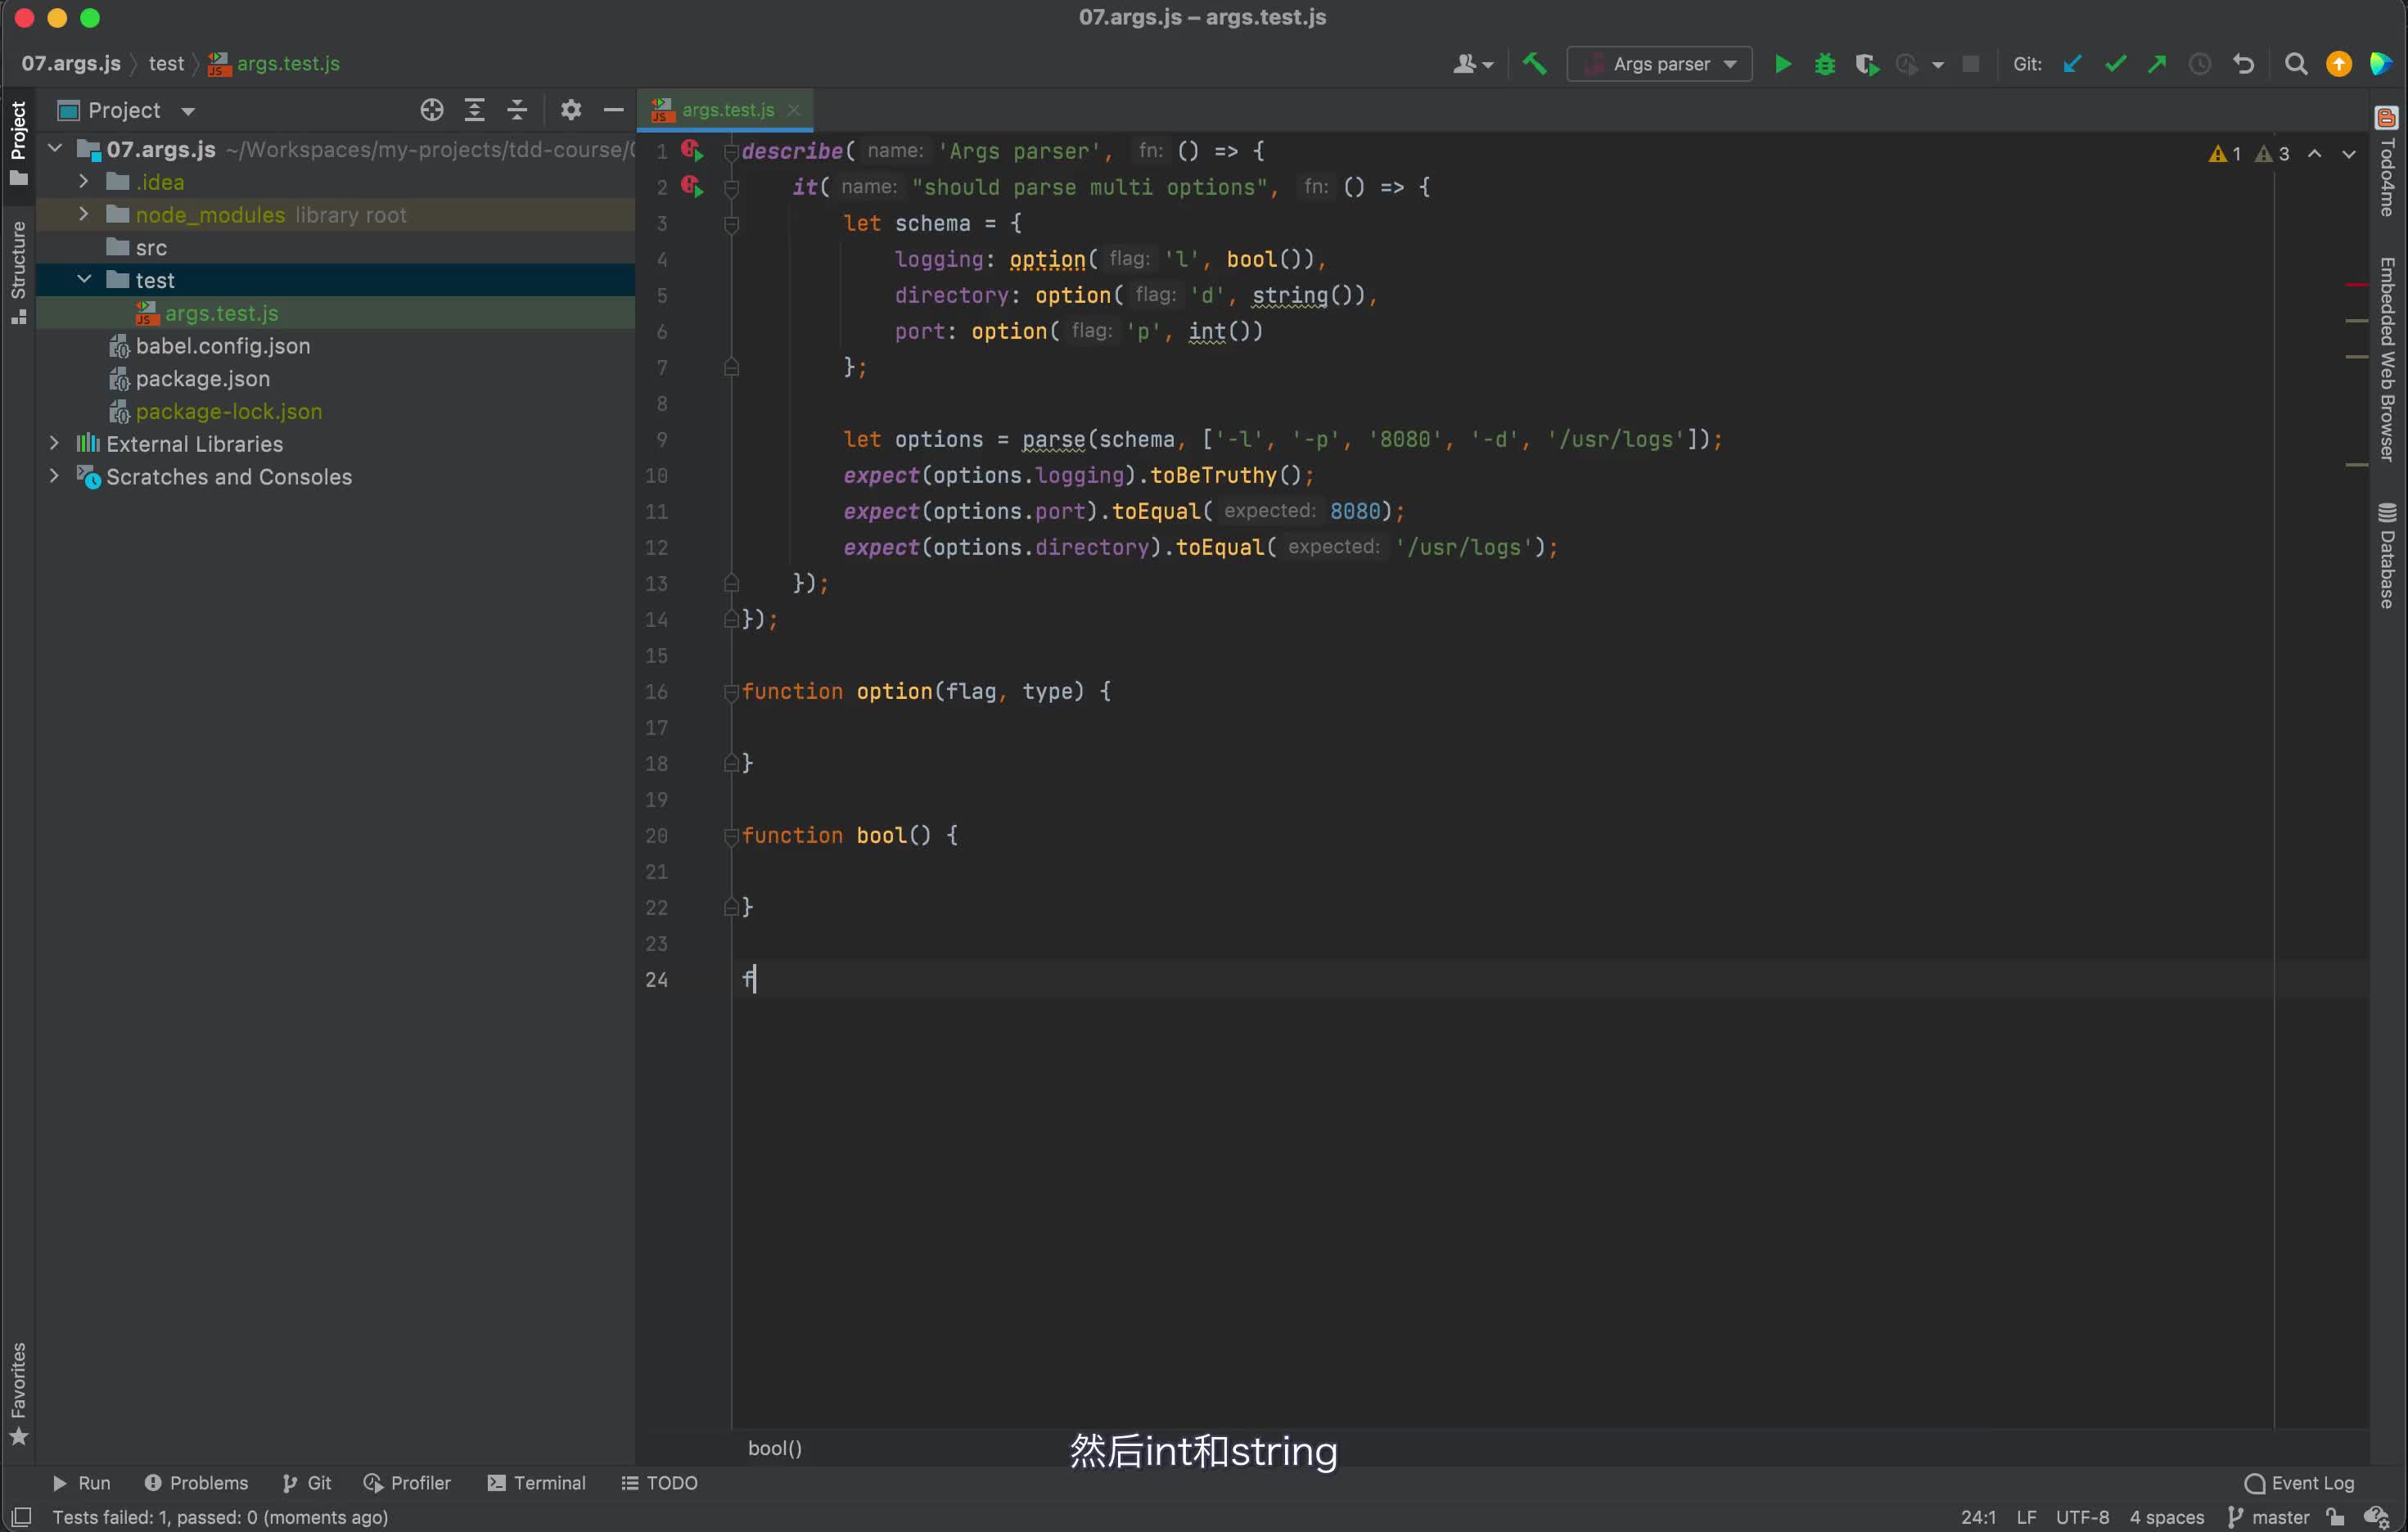 07.args.js – args.test.js
07.args.js test args.test.js
Args parser Git:
Project
07.args.js ~/Workspaces/my-projects/tdd-course/0
.idea
node_modules library root
src
test
args.test.js
babel.config.json
package.json
package-lock.json
External Libraries
Scratches and Consoles
Project
Structure
Favorites
args.test.js
1 describe( name: 'Args parser', fn: () => {
2 it( name: "should parse multi options", fn: () => {
3 let schema = {
4 logging: option( flag: 'l', bool()),
5 directory: option( flag: 'd', string()),
6 port: option( flag: 'p', int())
7 };
8
9 let options = parse(schema, ['-l', '-p', '8080', '-d', '/usr/logs']);
10 expect(options.logging).toBeTruthy();
11 expect(options.port).toEqual( expected: 8080);
12 expect(options.directory).toEqual( expected: '/usr/logs');
13 });
14 });
15
16 function option(flag, type) {
17
18 }
19
20 function bool() {
21
22 }
23
24 f
1 3
Todo4me
Embedded Web Browser
Database
bool()
然后int和string
Run Problems Git Profiler Terminal TODO Event Log
Tests failed: 1, passed: 0 (moments ago) 24:1 LF UTF-8 4 spaces master